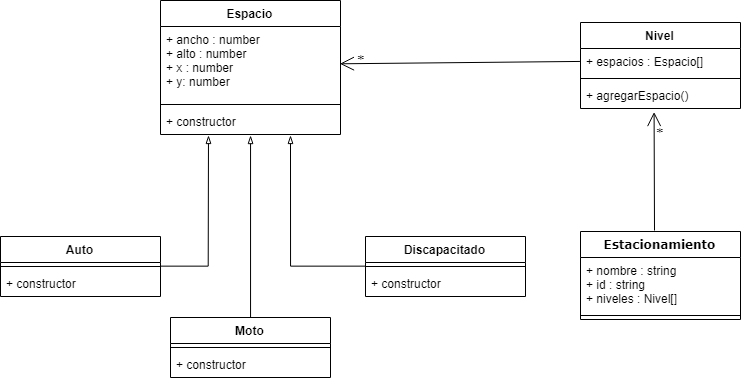 Espacio
+ ancho : number
+ alto : number
+ x : number
+ y: number
+ constructor
*
Nivel
+ espacios : Espacio[]
+ agregarEspacio()
*
Auto
+ constructor
Moto
+ constructor
Discapacitado
+ constructor
Estacionamiento
+ nombre : string
+ id : string
+ niveles : Nivel[]